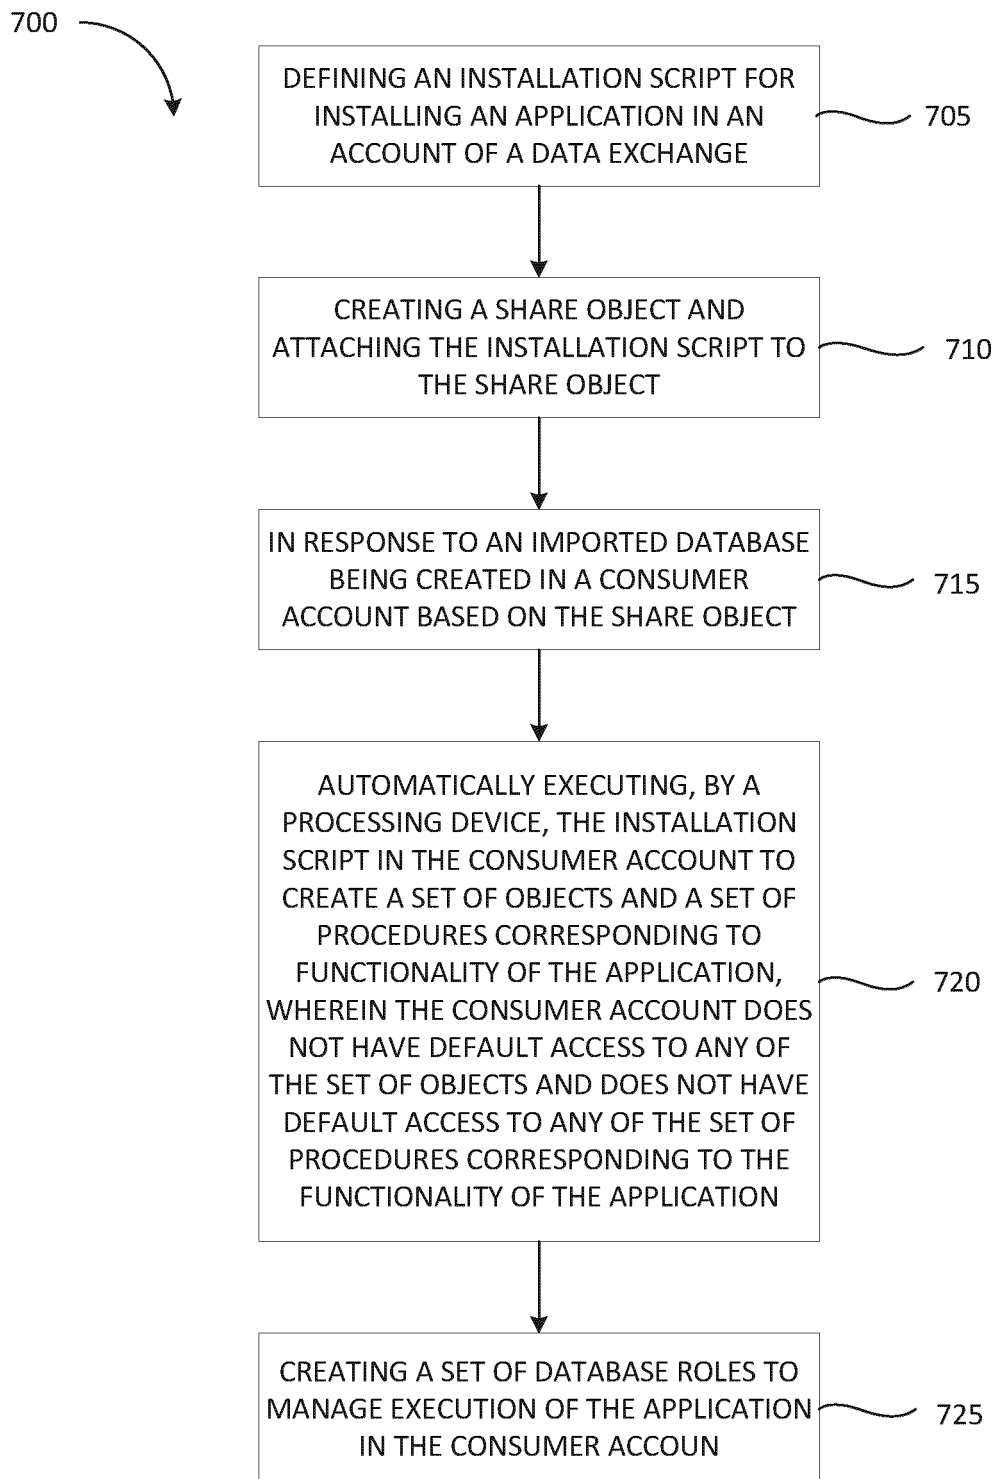 700
DEFINING AN INSTALLATION SCRIPT FOR
INSTALLING AN APPLICATION IN AN
ACCOUNT OF A DATA EXCHANGE
705
CREATING A SHARE OBJECT AND
ATTACHING THE INSTALLATION SCRIPT TO
THE SHARE OBJECT
710
IN RESPONSE TO AN IMPORTED DATABASE
BEING CREATED IN A CONSUMER
ACCOUNT BASED ON THE SHARE OBJECT
715
AUTOMATICALLY EXECUTING, BY A
PROCESSING DEVICE, THE INSTALLATION
SCRIPT IN THE CONSUMER ACCOUNT TO
CREATE A SET OF OBJECTS AND A SET OF
PROCEDURES CORRESPONDING TO
FUNCTIONALITY OF THE APPLICATION,
WHEREIN THE CONSUMER ACCOUNT DOES
NOT HAVE DEFAULT ACCESS TO ANY OF
THE SET OF OBJECTS AND DOES NOT HAVE
DEFAULT ACCESS TO ANY OF THE SET OF
PROCEDURES CORRESPONDING TO THE
FUNCTIONALITY OF THE APPLICATION
720
CREATING A SET OF DATABASE ROLES TO
MANAGE EXECUTION OF THE APPLICATION
IN THE CONSUMER ACCOUN
725